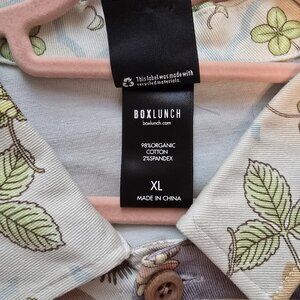 This label was made with
recycled materials.
BOXLUNCH
boxlunch.com
98%ORGANIC
COTTON
2%SPANDEX
XL
MADE IN CHINA